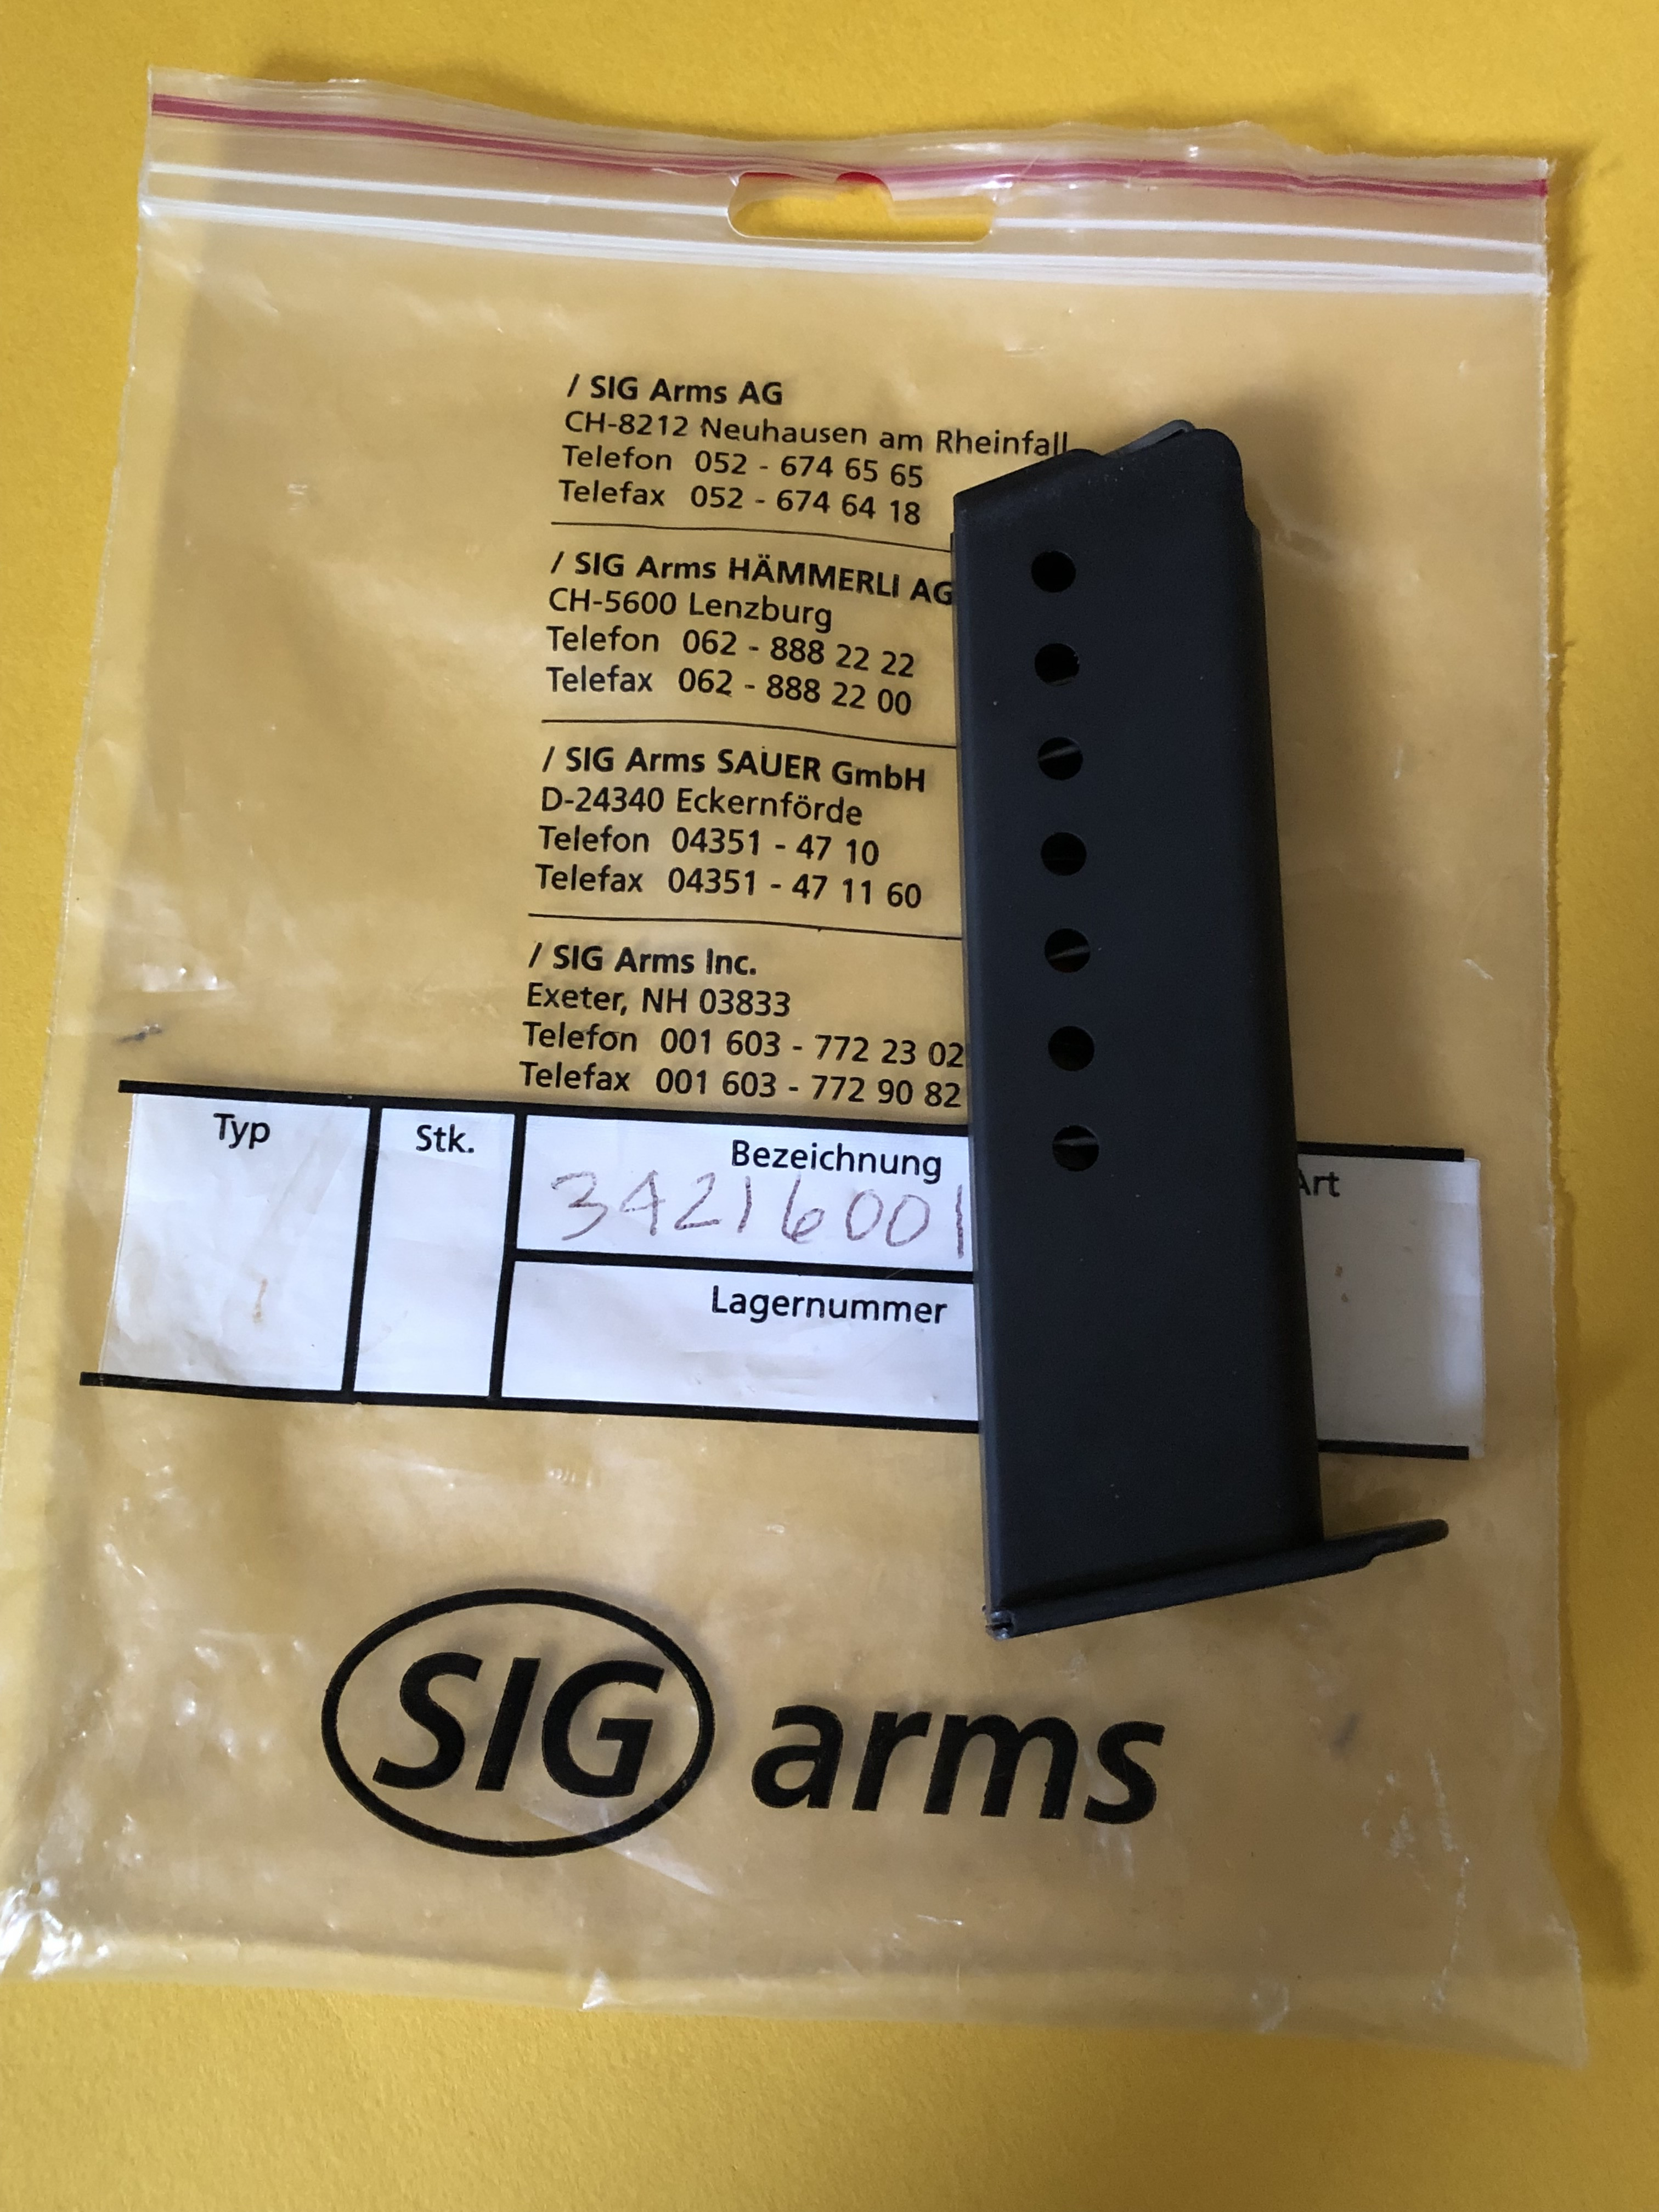 / SIG Arms AG
CH-8212 Neuhausen am Rheinfall
Telefon 052 - 674 65 65
Telefax 052 - 674 64 18
/ SIG Arms HÄMMERLI AG
CH-5600 Lenzburg
Telefon 062 - 888 22 22
Telefax 062 - 888 22 00
/ SIG Arms SAUER GmbH
D-24340 Eckernförde
Telefon 04351 - 47 10
Telefax 04351 - 47 11 60
/ SIG Arms Inc.
Exeter, NH 03833
Telefon 001 603 - 772 23 02
Telefax 001 603 - 772 90 82
Typ Stk. Bezeichnung
34216001
Lagernummer
SIG arms